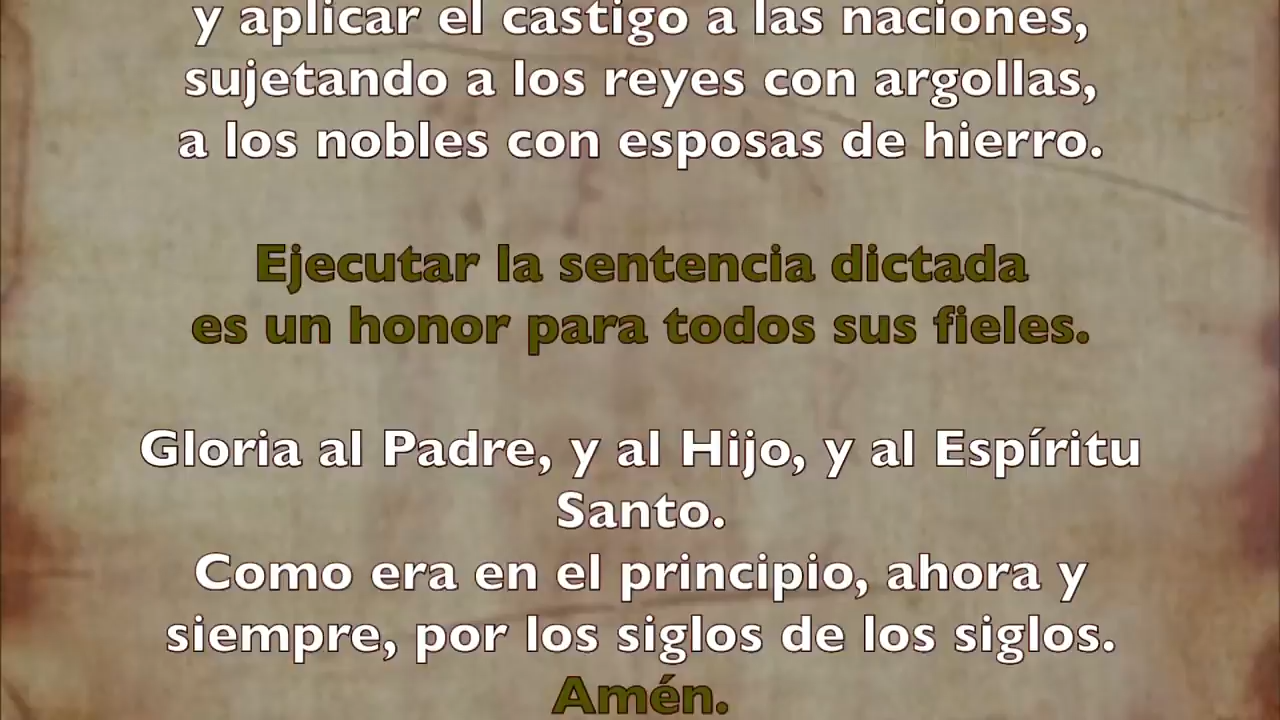 y aplicar el castigo a las naciones,
sujetando a los reyes con argollas,
a los nobles con esposas de hierro.
Ejecutar la sentencia dictada
es un honor para todos sus fieles.
Gloria al Padre, y al Hijo, y al Espíritu
Santo.
Como era en el principio, ahora y
siempre, por los siglos de los siglos.
Amén.